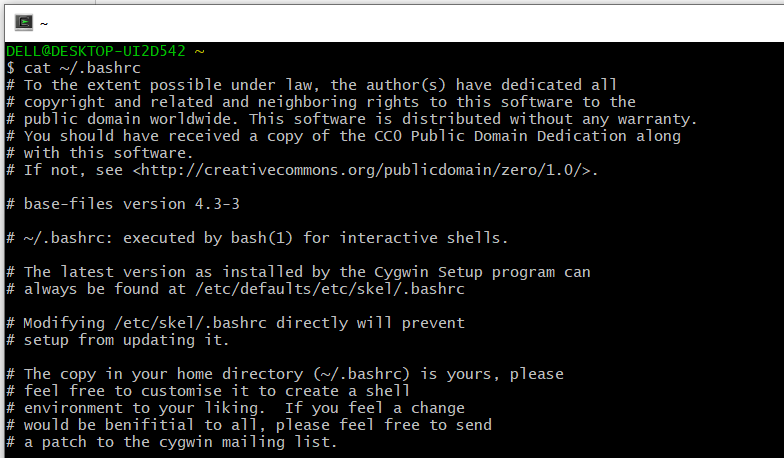 ~
DELL@DESKTOP-UI2D542 ~
$ cat ~/.bashrc
# To the extent possible under law, the author(s) have dedicated all
# copyright and related and neighboring rights to this software to the
# public domain worldwide. This software is distributed without any warranty.
# You should have received a copy of the CC0 Public Domain Dedication along
# with this software.
# If not, see <http://creativecommons.org/publicdomain/zero/1.0/>.
# base-files version 4.3-3
# ~/.bashrc: executed by bash(1) for interactive shells.
# The latest version as installed by the Cygwin Setup program can
# always be found at /etc/defaults/etc/skel/.bashrc
# Modifying /etc/skel/.bashrc directly will prevent
# setup from updating it.
# The copy in your home directory (~/.bashrc) is yours, please
# feel free to customise it to create a shell
# environment to your liking.  If you feel a change
# would be benifitial to all, please feel free to send
# a patch to the cygwin mailing list.